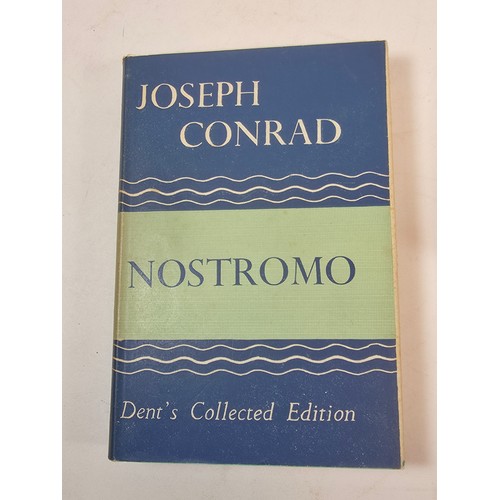 JOSEPH
CONRAD
NOSTROMO
Dent's Collected Edition